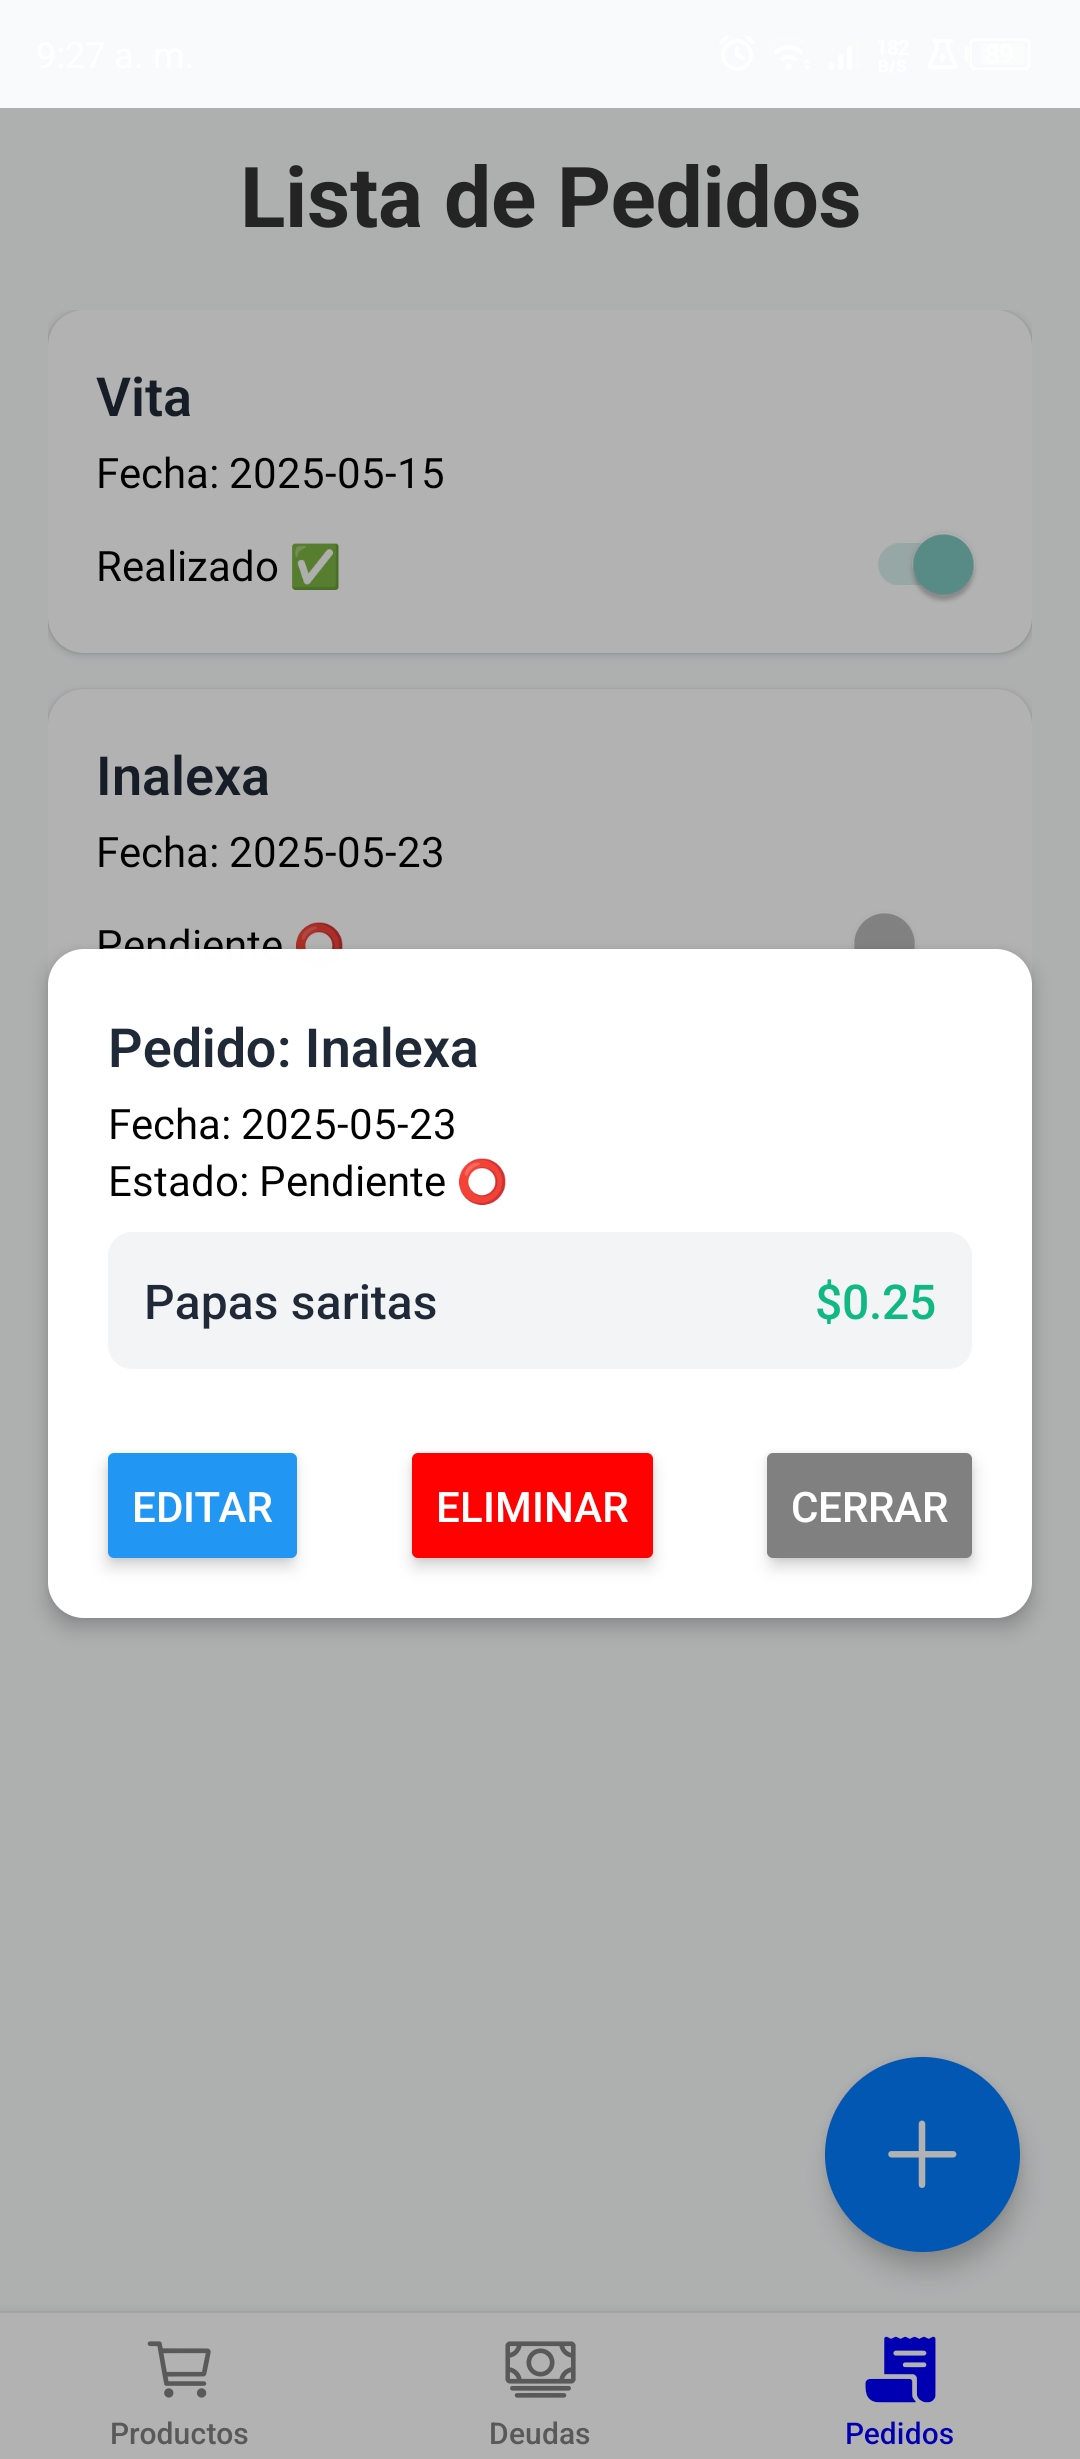 9:27 a. m.
182
B/S
Lista de Pedidos
Vita
Fecha: 2025-05-15
Realizado ✅
Inalexa
Fecha: 2025-05-23
Pendiente ⭕
Pedido: Inalexa
Fecha: 2025-05-23
Estado: Pendiente ⭕
Papas saritas $0.25
EDITAR ELIMINAR CERRAR
Productos Deudas Pedidos